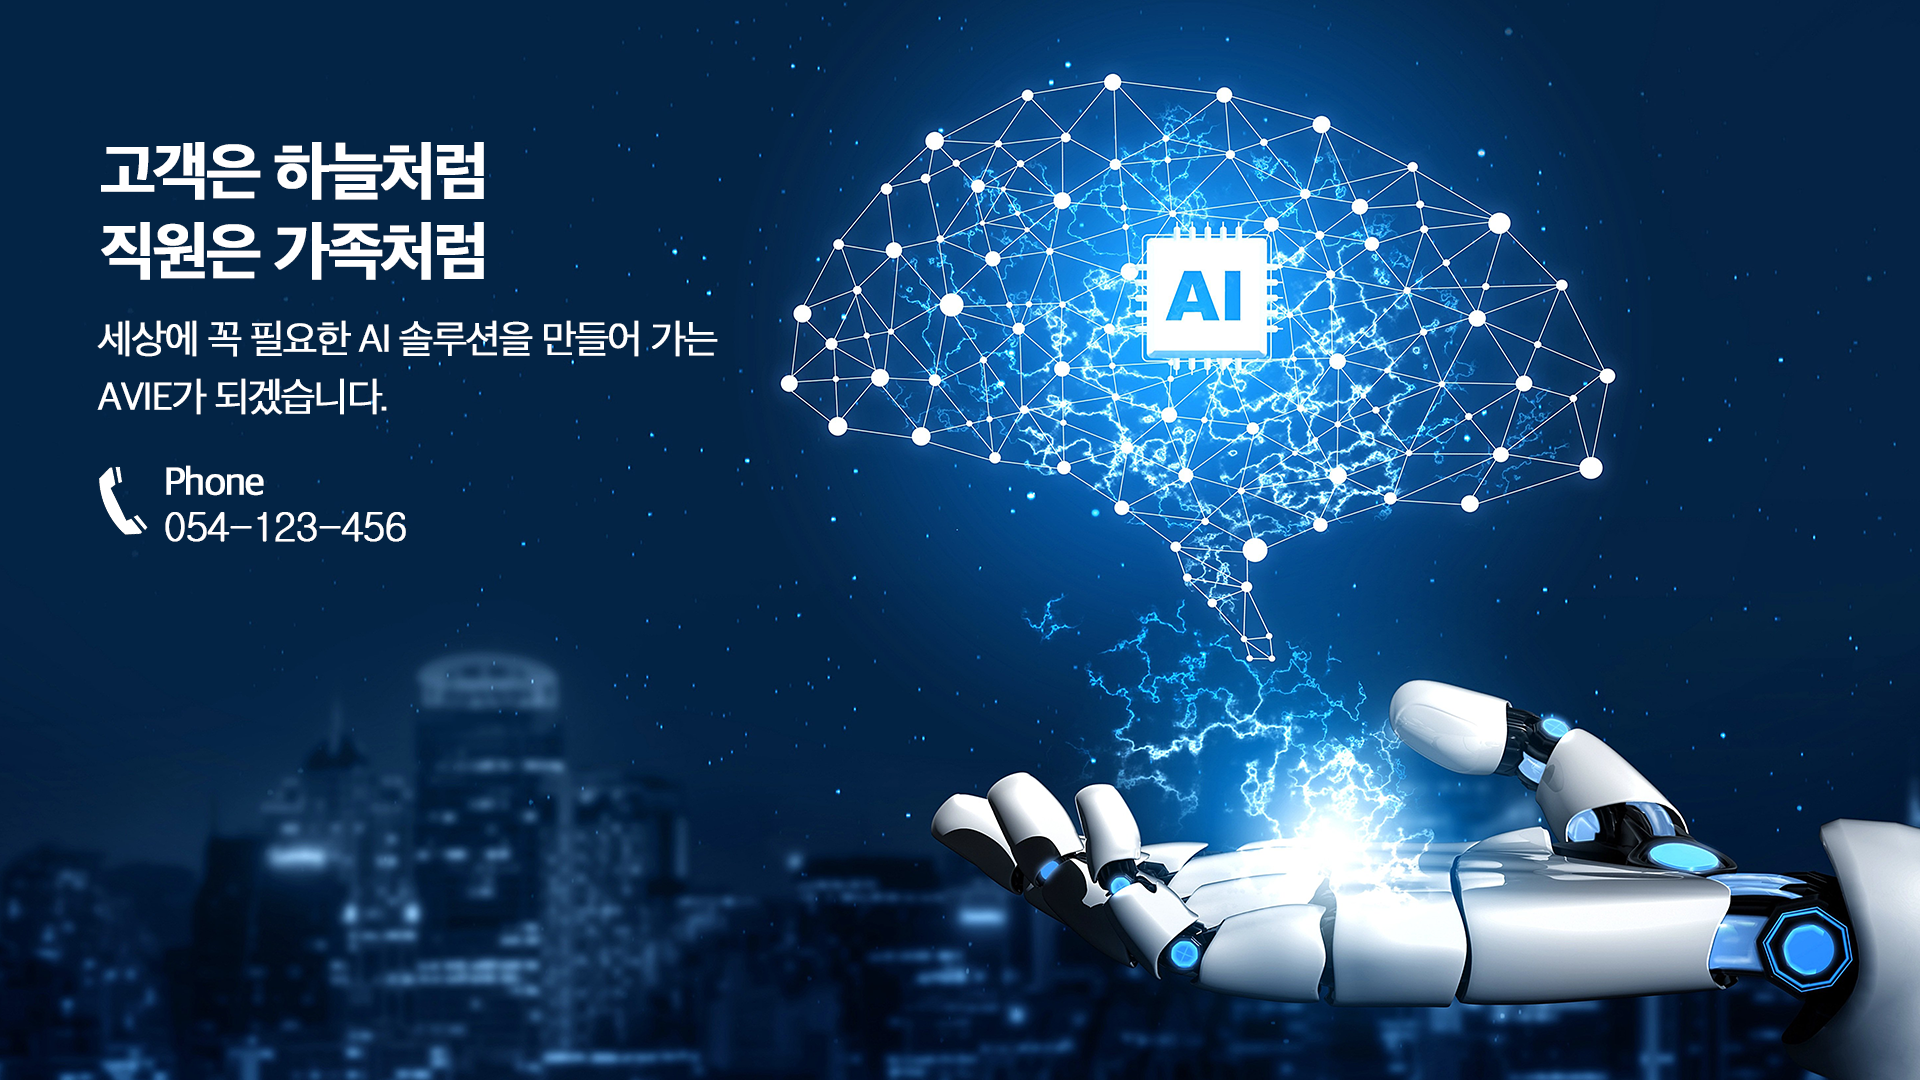 고객은 하늘처럼
직원은 가족처럼
세상에 꼭 필요한 AI 솔루션을 만들어 가는
AVIE가 되겠습니다.
Phone
054-123-456
AI